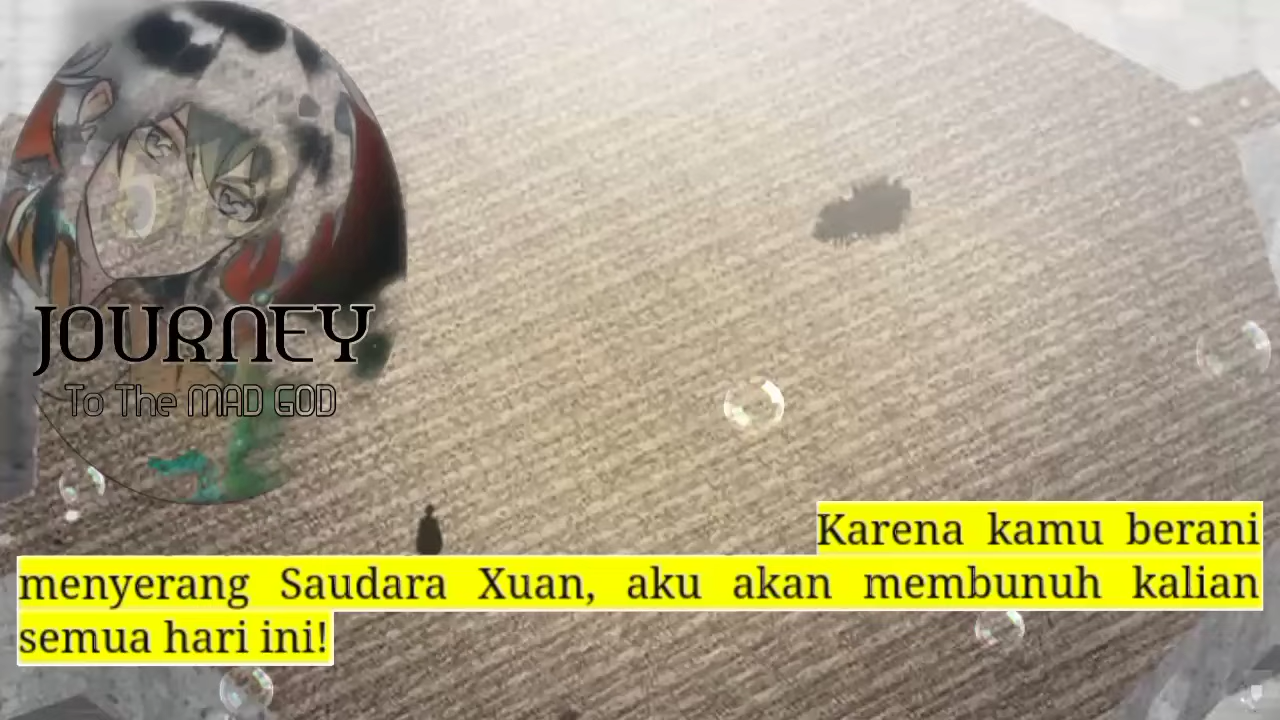 JOURNEY
To The MAD GOD
Karena kamu berani
menyerang Saudara Xuan, aku akan membunuh kalian
semua hari ini!